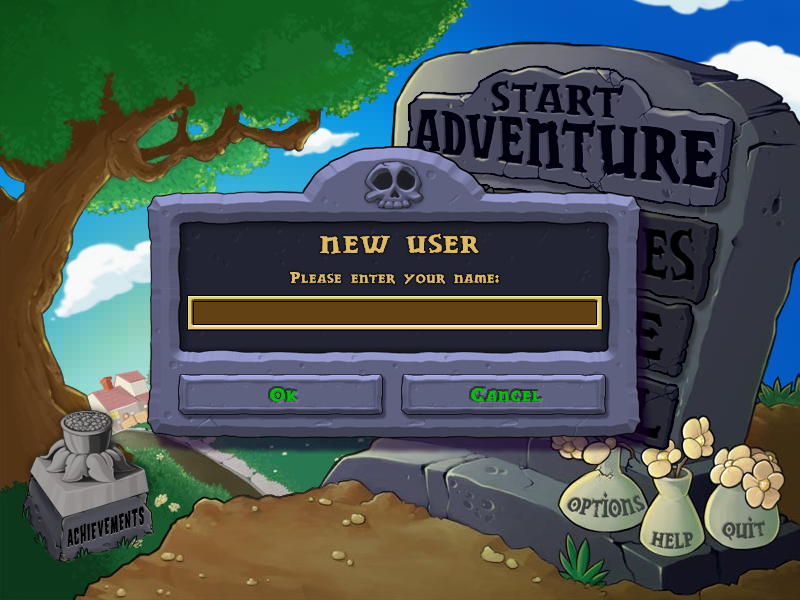 START
ADVENTURE
NEW USER
PLEASE ENTER YOUR NAME:
OK
CANCEL
ACHIEVEMENTS
OPTIONS
HELP
QUIT